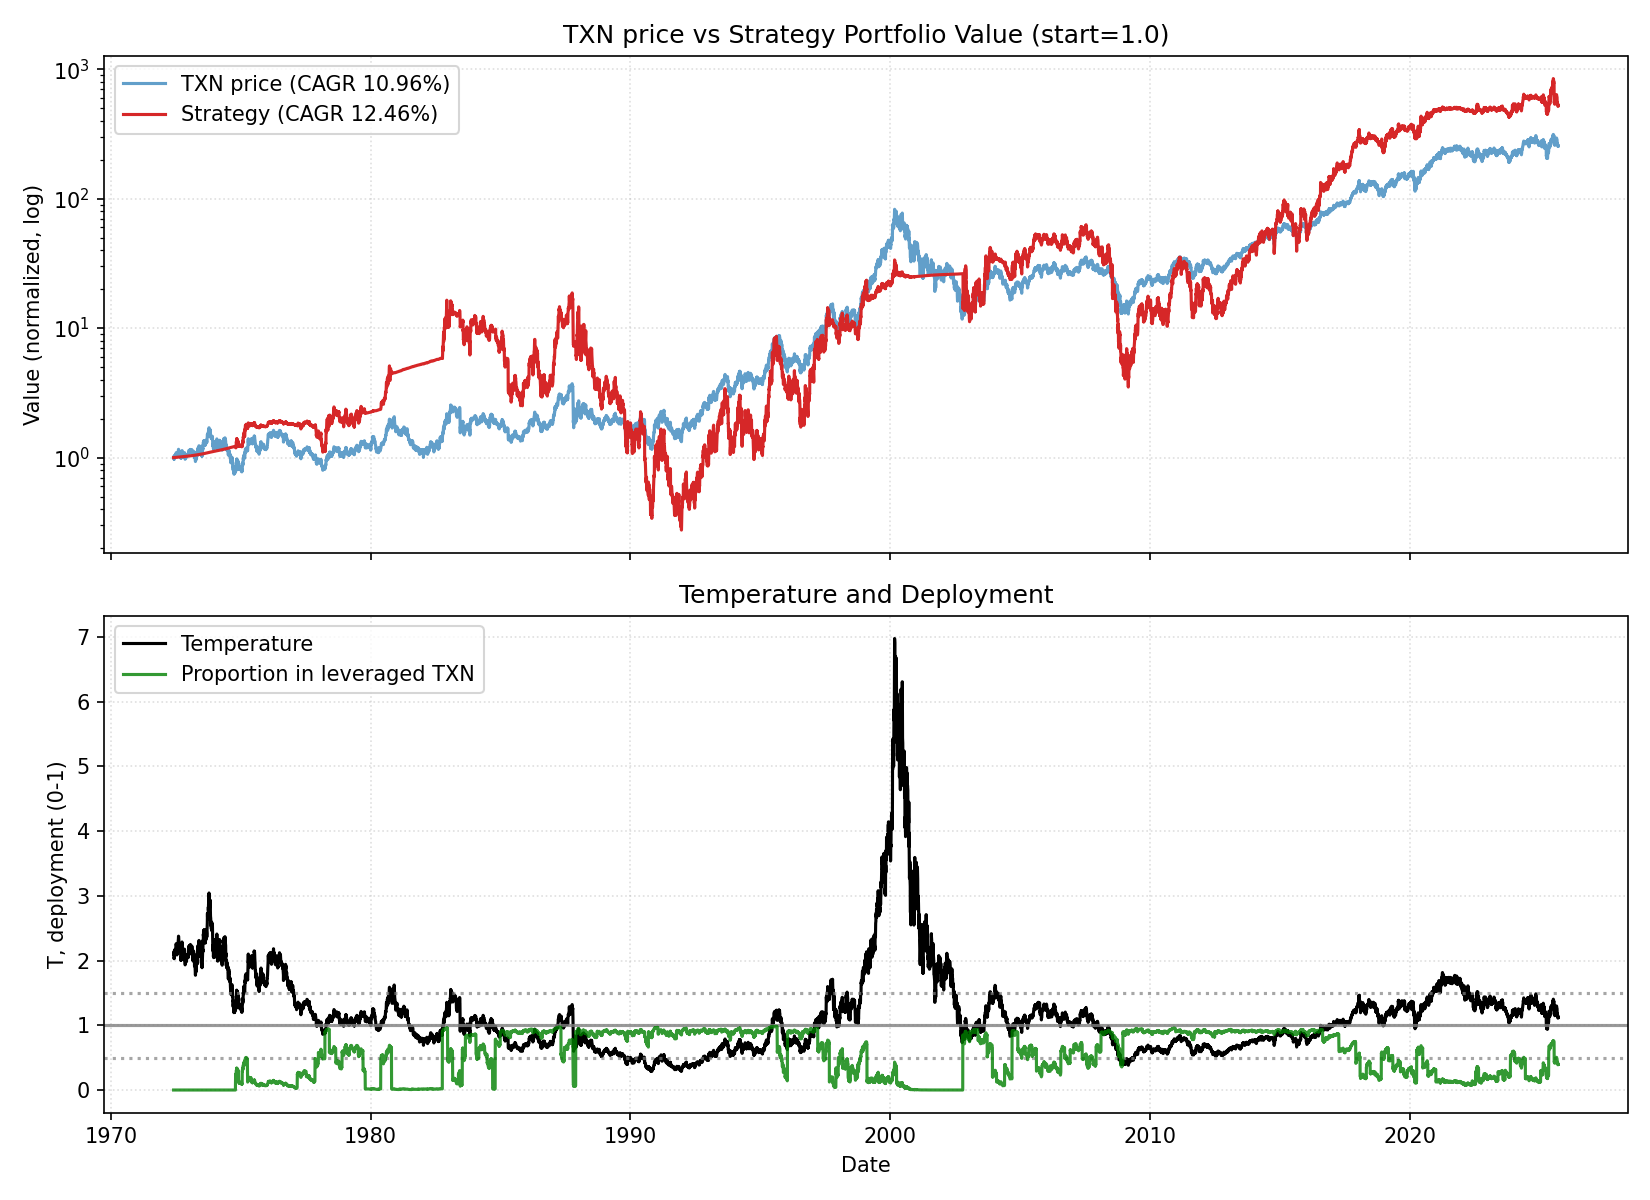 TXN price vs Strategy Portfolio Value (start=1.0)
10³
TXN price (CAGR 10.96%)
Strategy (CAGR 12.46%)
10²
10¹
10⁰
Value (normalized, log)
Temperature and Deployment
7
Temperature
Proportion in leveraged TXN
6
5
4
3
2
1
0
T, deployment (0-1)
1970 1980 1990 2000 2010 2020
Date